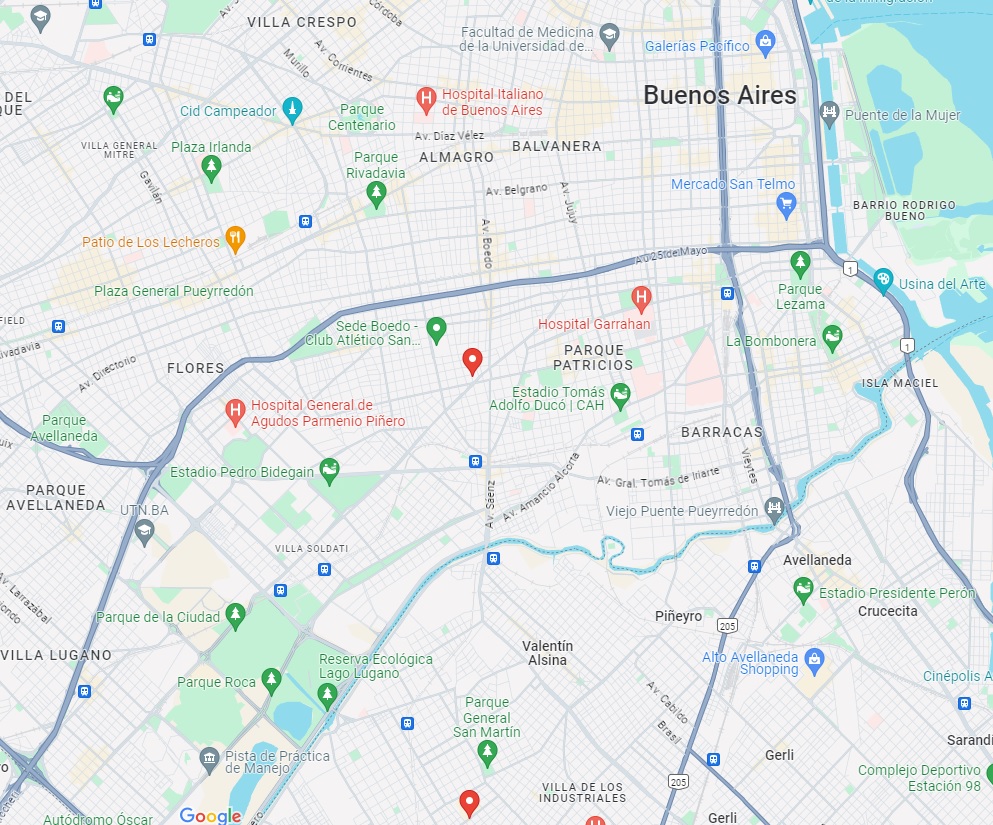 de la Inmigración
VILLA CRESPO
Córdoba
Av. Corrientes
Murillo
Facultad de Medicina
de la Universidad de...
Galerías Pacífico
DEL
QUE
Cid Campeador
Parque
Centenario
Hospital Italiano
de Buenos Aires
Buenos Aires
Puente de la Mujer
Av. Díaz Vélez
BALVANERA
ALMAGRO
VILLA GENERAL
MITRE
Plaza Irlanda
Parque
Rivadavia
Gavilán
Av. Belgrano
Av. Jujuy
Mercado San Telmo
BARRIO RODRIGO
BUENO
Av. Boedo
Patio de Los Lecheros
Au 25 de Mayo
1
Plaza General Pueyrredón
Parque
Lezama
Usina del Arte
FIELD
Sede Boedo -
Club Atlético San...
Hospital Garrahan
La Bombonera
1
Rivadavia
PARQUE
PATRICIOS
Av. Directorio
FLORES
ISLA MACIEL
Estadio Tomás
Adolfo Ducó | CAH
Hospital General de
Agudos Parmenio Piñero
Parque
Avellaneda
BARRACAS
Vieytes
Estadio Pedro Bidegain
Av. Gral. Tomás de Iriarte
Av. Amancio Alcorta
Av. Sáenz
PARQUE
AVELLANEDA
UTN.BA
Viejo Puente Pueyrredón
VILLA SOLDATI
Avellaneda
Av Larrazábal
Estadio Presidente Perón
Crucecita
Parque de la Ciudad
Piñeyro
205
VILLA LUGANO
Valentín
Alsina
Alto Avellaneda
Shopping
Reserva Ecológica
Lago Lugano
Parque Roca
Cinépolis A
Av. Cabildo
Brasil
Parque
General
San Martín
Sarandí
Pista de Práctica
de Manejo
Gerli
Complejo Deportivo
Estación 98
205
VILLA DE LOS
INDUSTRIALES
Autódromo Óscar
Google
Gerli